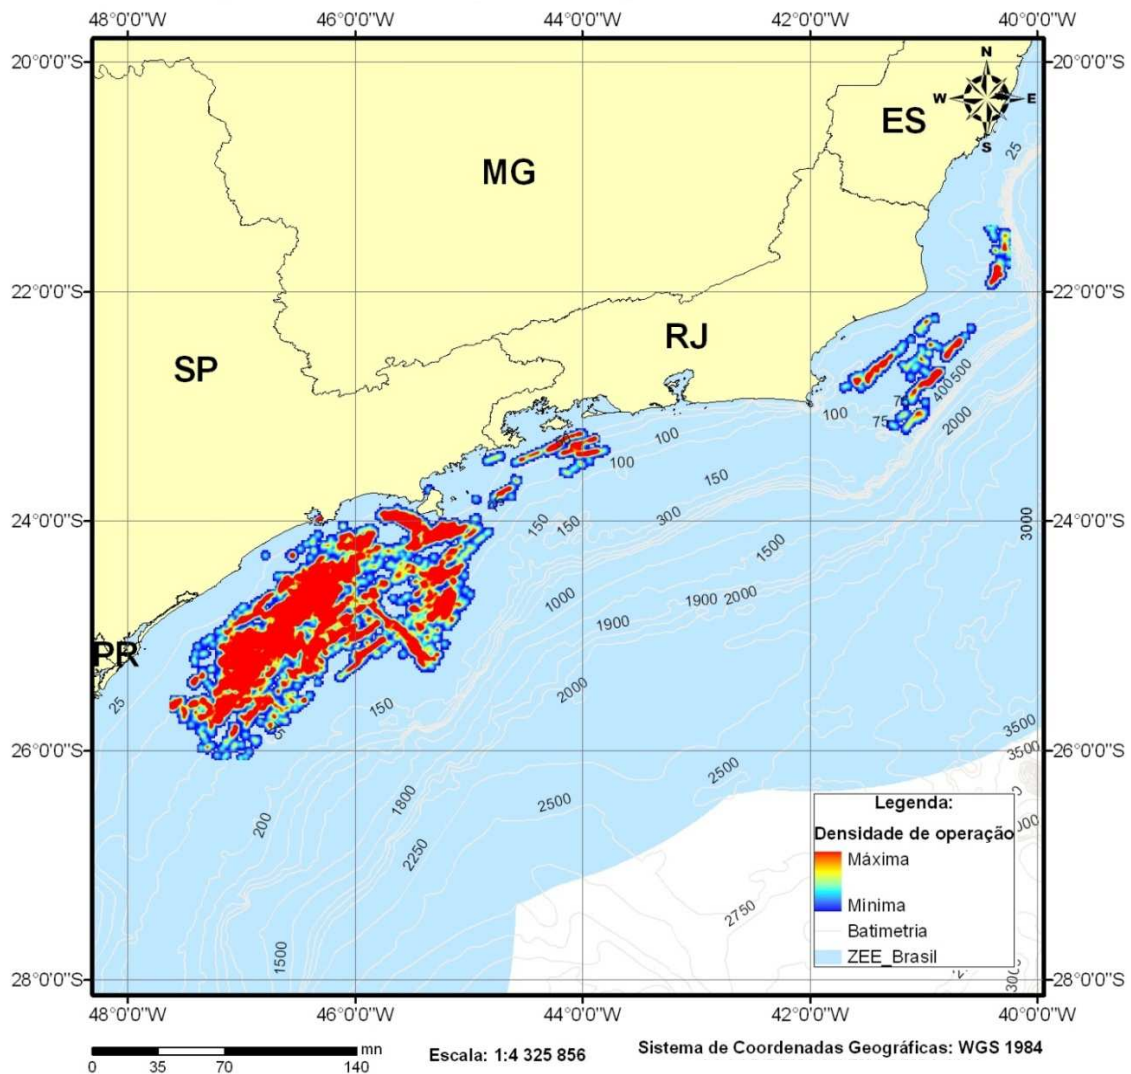 48°0'0"W 46°0'0"W 44°0'0"W 42°0'0"W 40°0'0"W
20°0'0"S 20°0'0"S
N
W E
S
ES
MG
25
22°0'0"S 22°0'0"S
RJ
SP
400 500
100 75 2000
100
100
150
24°0'0"S 24°0'0"S
150 150 300 3000
1500
1000 1900 2000
1900
PR
25 2000
150
3500
26°0'0"S 3500 26°0'0"S
2500
1800 2500
200
2250
Legenda:
Densidade de operação
Máxima
Mínima
Batimetria
ZEE_Brasil
2750
1500
28°0'0"S 28°0'0"S
48°0'0"W 46°0'0"W 44°0'0"W 42°0'0"W 40°0'0"W
mn
0 35 70 140
Escala: 1:4 325 856
Sistema de Coordenadas Geográficas: WGS 1984